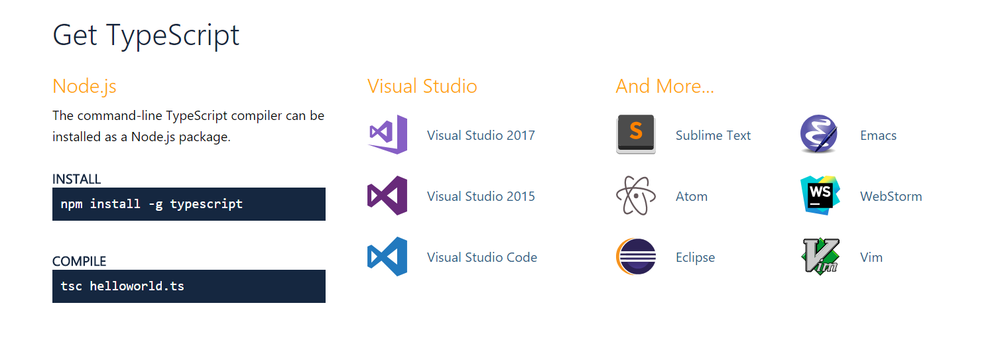 Get TypeScript
Node.js
The command-line TypeScript compiler can be
installed as a Node.js package.
INSTALL
npm install -g typescript
COMPILE
tsc helloworld.ts
Visual Studio
Visual Studio 2017
Visual Studio 2015
Visual Studio Code
And More...
S
Sublime Text
Emacs
Atom
WS
WebStorm
Eclipse
Vim
Vim